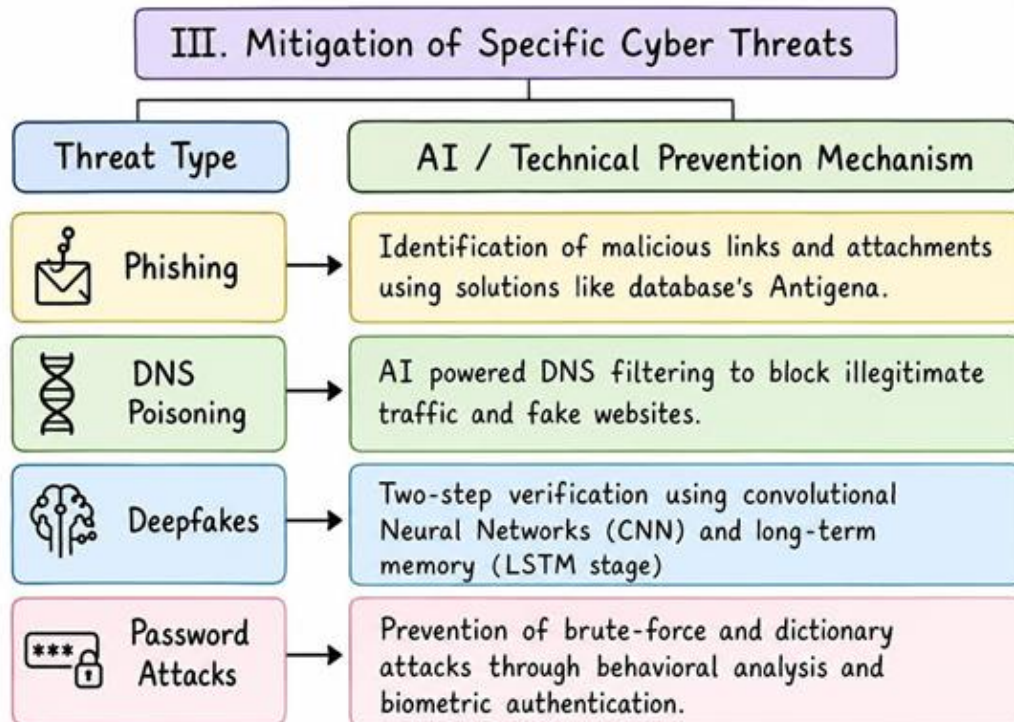 III. Mitigation of Specific Cyber Threats
Threat Type
AI / Technical Prevention Mechanism
Phishing
Identification of malicious links and attachments
using solutions like database's Antigena.
DNS
Poisoning
AI powered DNS filtering to block illegitimate
traffic and fake websites.
Deepfakes
Two-step verification using convolutional
Neural Networks (CNN) and long-term
memory (LSTM stage)
***
Password
Attacks
Prevention of brute-force and dictionary
attacks through behavioral analysis and
biometric authentication.